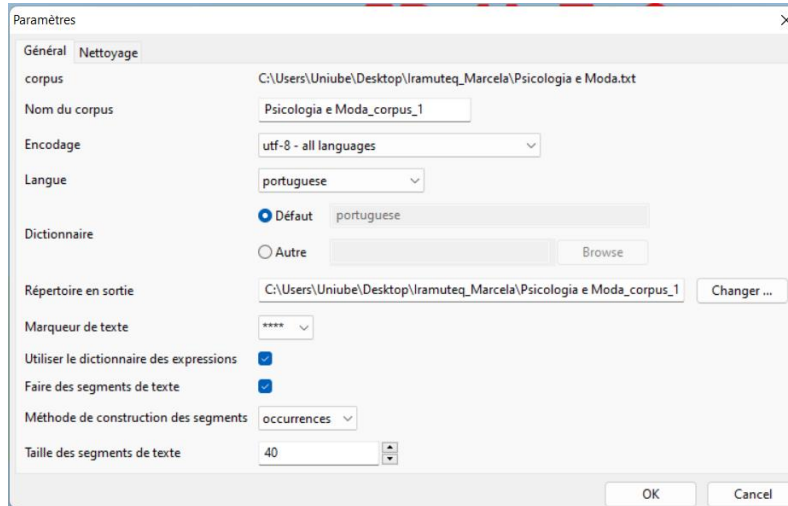 Paramètres
Général Nettoyage
corpus C:\Users\Uniube\Desktop\Iramuteq_Marcela\Psicologia e Moda.txt
Nom du corpus Psicologia e Moda_corpus_1
Encodage utf-8 - all languages
Langue portuguese
Dictionnaire
Défaut portuguese
Autre Browse
Répertoire en sortie C:\Users\Uniube\Desktop\Iramuteq_Marcela\Psicologia e Moda_corpus_1 Changer ...
Marqueur de texte ****
Utiliser le dictionnaire des expressions
Faire des segments de texte
Méthode de construction des segments occurrences
Taille des segments de texte 40
OK Cancel